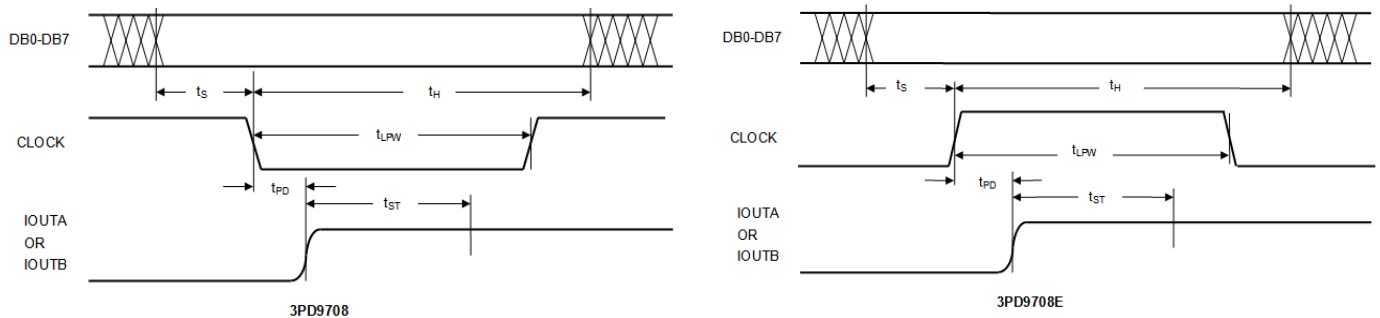 DB0-DB7
tS
tH
CLOCK
tLPW
tPD
tST
IOUTA
OR
IOUTB
3PD9708
DB0-DB7
tS
tH
CLOCK
tLPW
tPD
tST
IOUTA
OR
IOUTB
3PD9708E